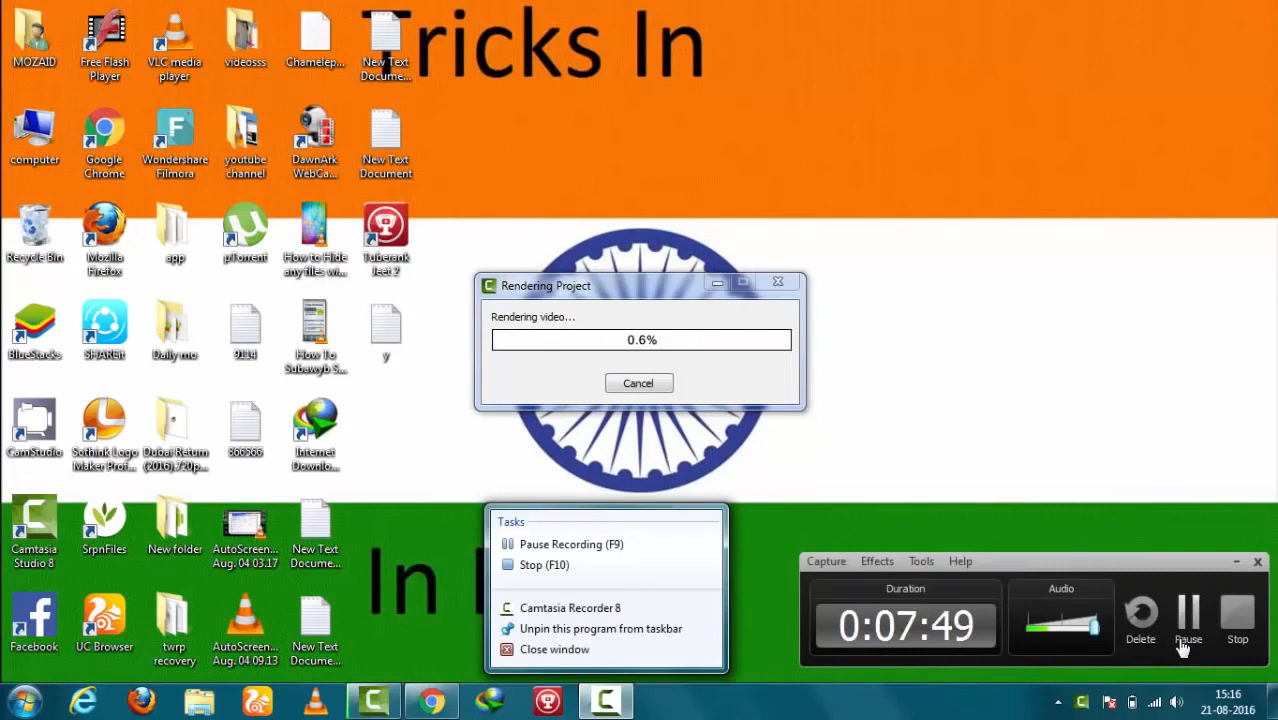 Tricks In
In
MOZAID
Free Flash
Player
VLC media
player
videosss
Chamelep...
New Text
Docume...
computer
Google
Chrome
Wondershare
Filmora
youtube
channel
DawnArk
WebCa...
New Text
Document
Recycle Bin
Mozilla
Firefox
app
µTorrent
How to Hide
any files wi...
Tuberank
Jeet 2
BlueStacks
SHAREit
Daily mo
9114
How To
Subawyb S...
y
CamStudio
Sothink Logo
Maker Prof...
Dubai Return
(2016).720p...
866566
Internet
Downlo...
Camtasia
Studio 8
SrpnFiles
New folder
AutoScreen...
Aug. 04 03.17
New Text
Docume...
Facebook
UC Browser
twrp
recovery
AutoScreen...
Aug. 04 09.13
New Text
Docume...
Rendering Project
Rendering video...
0.6%
Cancel
Tasks
Pause Recording (F9)
Stop (F10)
Camtasia Recorder 8
Unpin this program from taskbar
Close window
Capture Effects Tools Help
Duration
0:07:49
Audio
Delete
Pause
Stop
15:16
21-08-2016